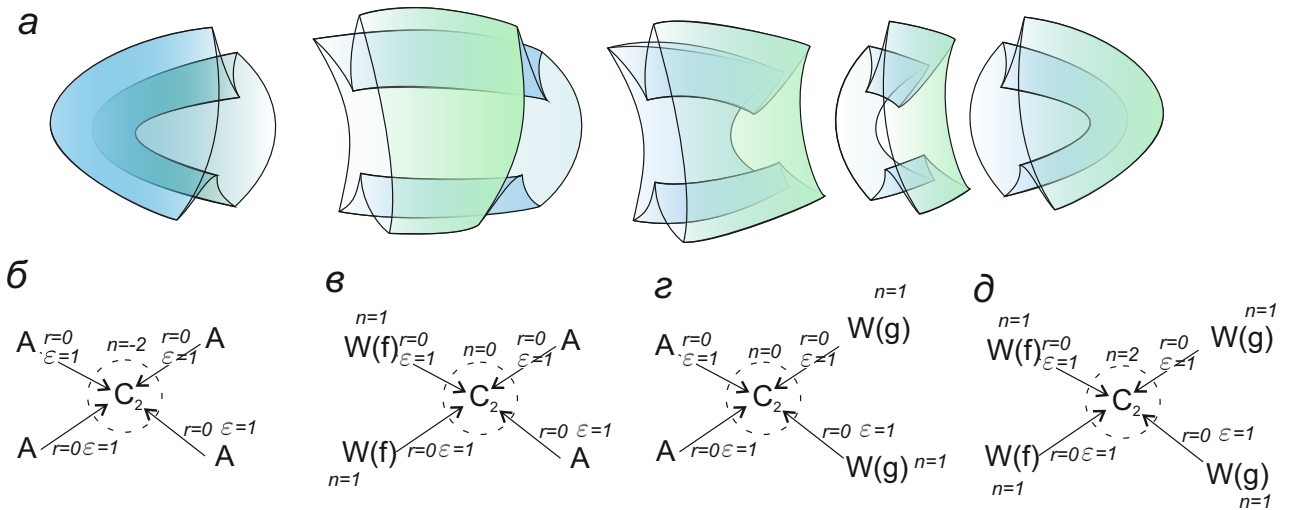 а
б
A r=0 ε=1 n=-2 r=0 ε=1 A
C₂
A r=0 ε=1 r=0 ε=1 A
в
n=1
W(f) r=0 ε=1 n=0 r=0 ε=1 A
C₂
W(f) r=0 ε=1 r=0 ε=1 A
n=1
г
n=1
A r=0 ε=1 n=0 r=0 ε=1 W(g)
C₂
A r=0 ε=1 r=0 ε=1 W(g) n=1
д
n=1 n=1
W(f) r=0 ε=1 n=2 r=0 ε=1 W(g)
C₂
W(f) r=0 ε=1 r=0 ε=1 W(g)
n=1 n=1